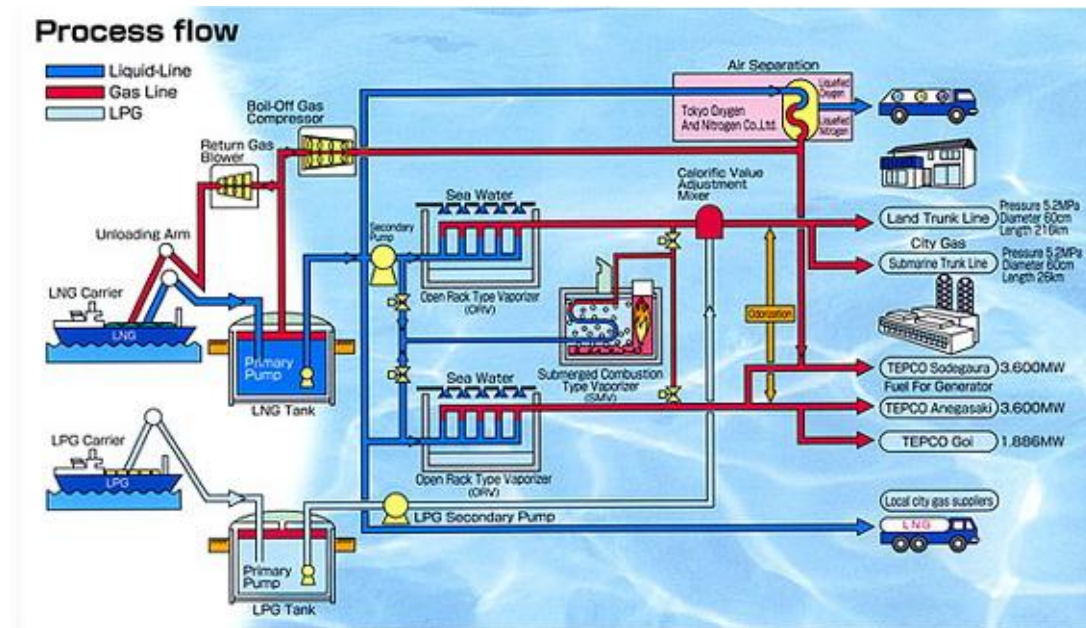 Process flow
Liquid-Line
Gas Line
LPG
Boil-Off Gas
Compressor
Return Gas
Blower
Unloading Arm
LNG Carrier
LNG
Primary
Pump
LNG Tank
LPG Carrier
LPG
Primary
Pump
LPG Tank
Secondary
Pump
Sea Water
Open Rack Type Vaporizer
(ORV)
Sea Water
Open Rack Type Vaporizer
(ORV)
LPG Secondary Pump
Submerged Combustion
Type Vaporizer
(SMV)
Air Separation
Tokyo Oxygen
And Nitrogen Co.,Ltd.
Liquefied
Oxygen
Liquefied
Nitrogen
Calorific Value
Adjustment
Mixer
Odorization
Land Trunk Line
Pressure 5.2MPa
Diameter 60cm
Length 216km
City Gas
Submarine Trunk Line
Pressure 5.2MPa
Diameter 60cm
Length 26km
TEPCO Sodegaura
3.600MW
Fuel For Generator
TEPCO Anegasaki
3.600MW
TEPCO Goi
1.886MW
Local city gas suppliers
LNG